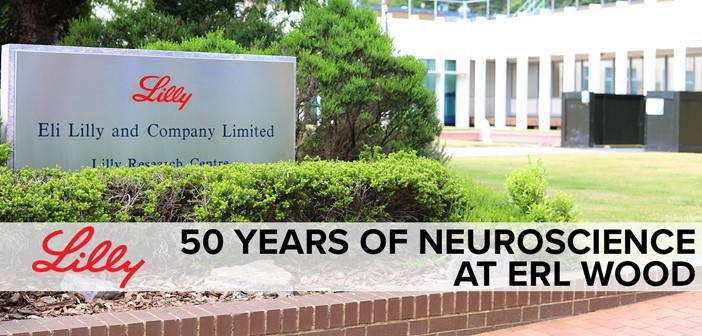 Lilly
Eli Lilly and Company Limited
Lilly Research Centre
Lilly
50 YEARS OF NEUROSCIENCE
AT ERL WOOD